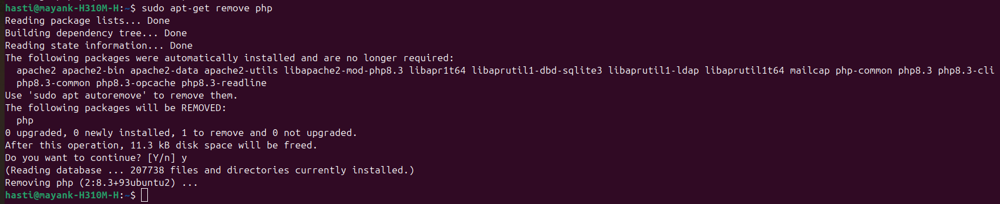 hasti@mayank-H310M-H:~$ sudo apt-get remove php
Reading package lists... Done
Building dependency tree... Done
Reading state information... Done
The following packages were automatically installed and are no longer required:
  apache2 apache2-bin apache2-data apache2-utils libapache2-mod-php8.3 libapr1t64 libaprutil1-dbd-sqlite3 libaprutil1-ldap libaprutil1t64 mailcap php-common php8.3 php8.3-cli
  php8.3-common php8.3-opcache php8.3-readline
Use 'sudo apt autoremove' to remove them.
The following packages will be REMOVED:
  php
0 upgraded, 0 newly installed, 1 to remove and 0 not upgraded.
After this operation, 11.3 kB disk space will be freed.
Do you want to continue? [Y/n] y
(Reading database ... 207738 files and directories currently installed.)
Removing php (2:8.3+93ubuntu2) ...
hasti@mayank-H310M-H:~$